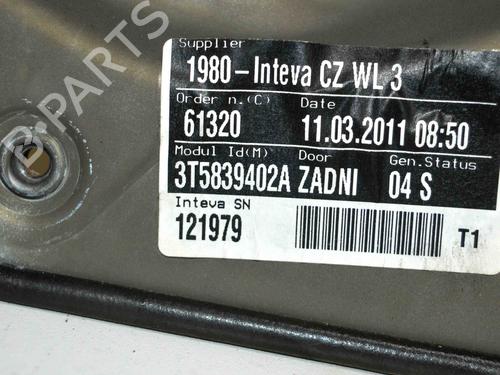 Supplier
1980-Inteva CZ WL 3
Order n.(C) Date
61320 11.03.2011 08:50
Modul Id(M) Door Gen.Status
3T5839402A ZADNI 04 S
Inteva SN
121979
T1
B-PARTS